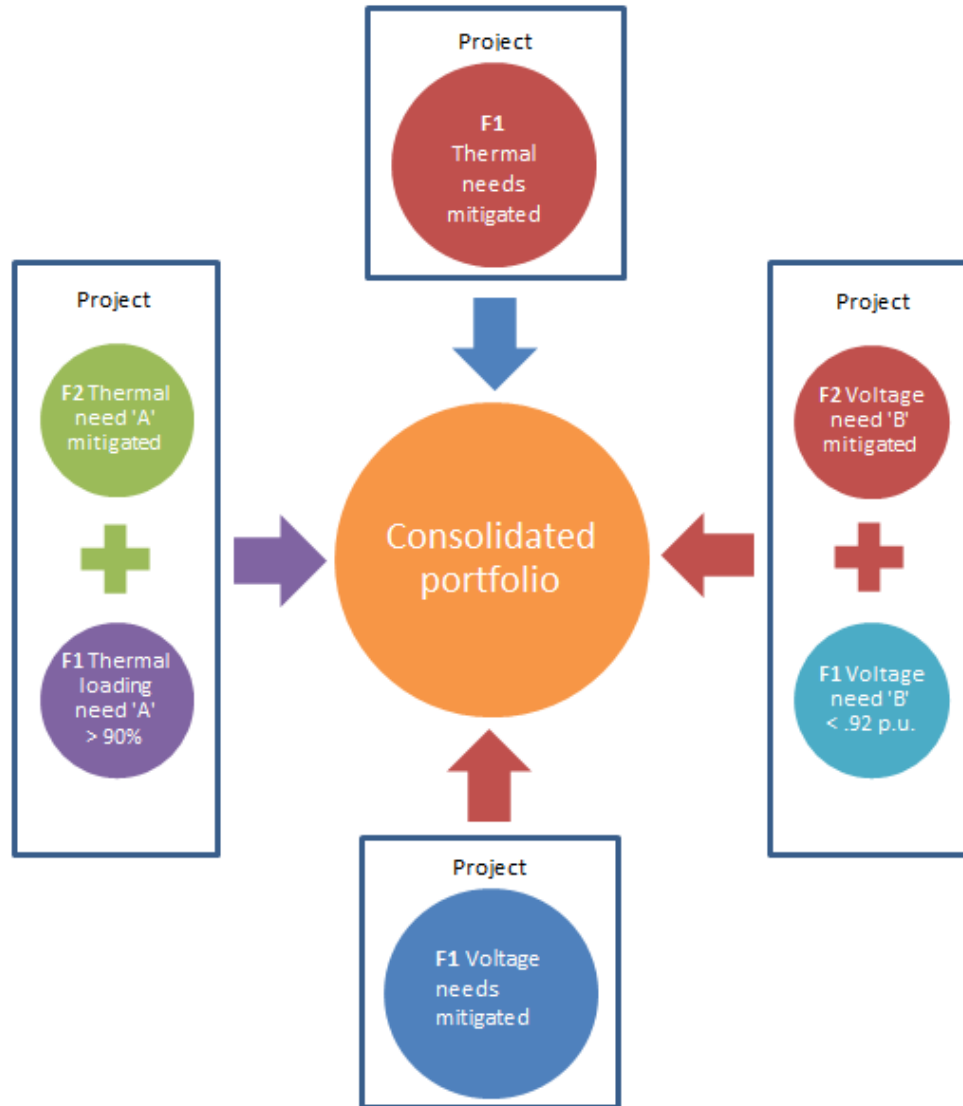 Project
F1
Thermal
needs
mitigated
Project
F2 Thermal
need 'A'
mitigated
F1 Thermal
loading
need 'A'
> 90%
Consolidated
portfolio
Project
F2 Voltage
need 'B'
mitigated
F1 Voltage
need 'B'
< .92 p.u.
Project
F1 Voltage
needs
mitigated